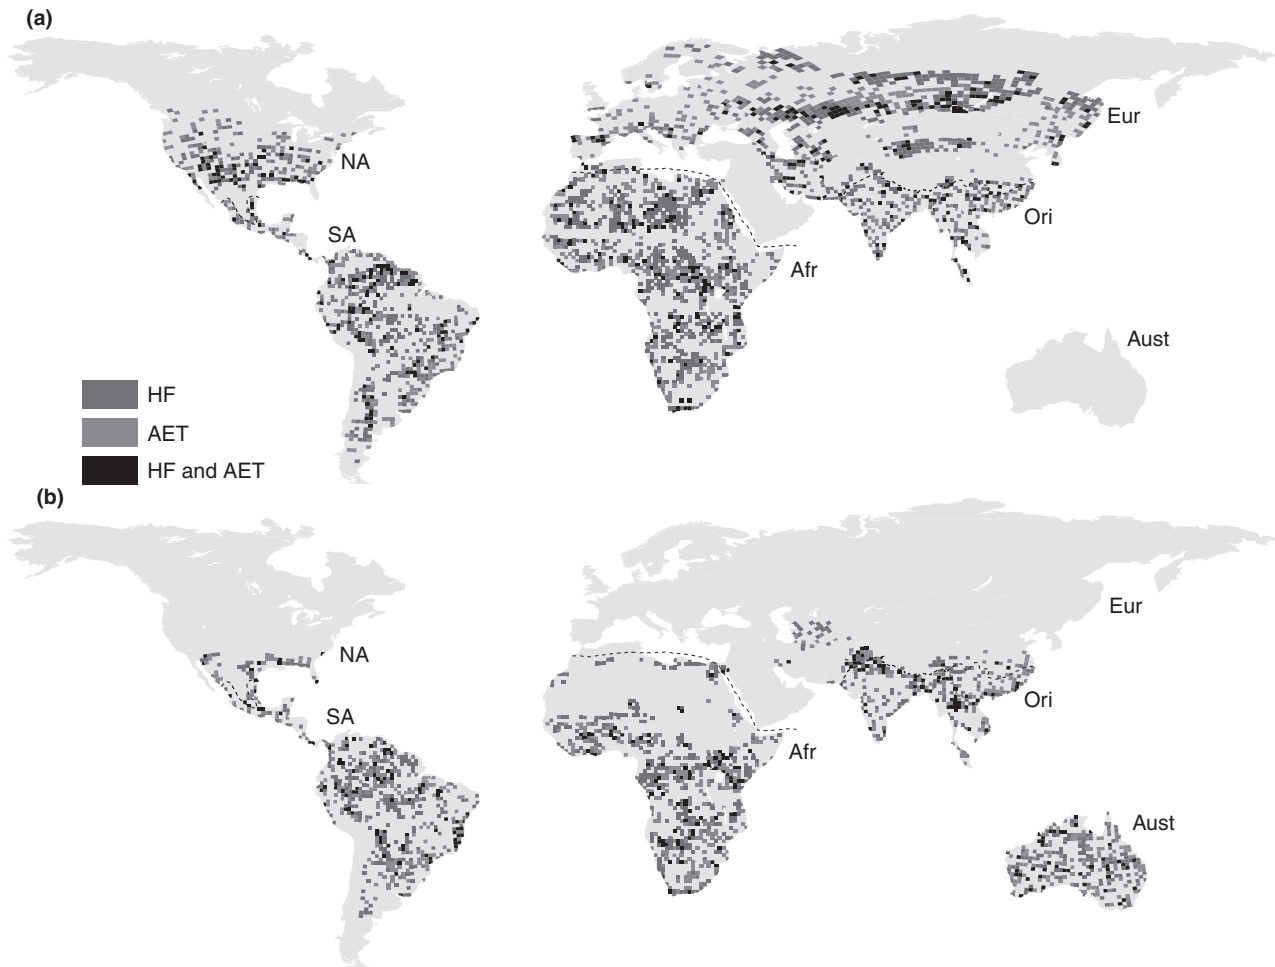 (a)
Eur
NA
Ori
SA
Afr
Aust
HF
AET
HF and AET
(b)
Eur
NA
Ori
SA
Afr
Aust